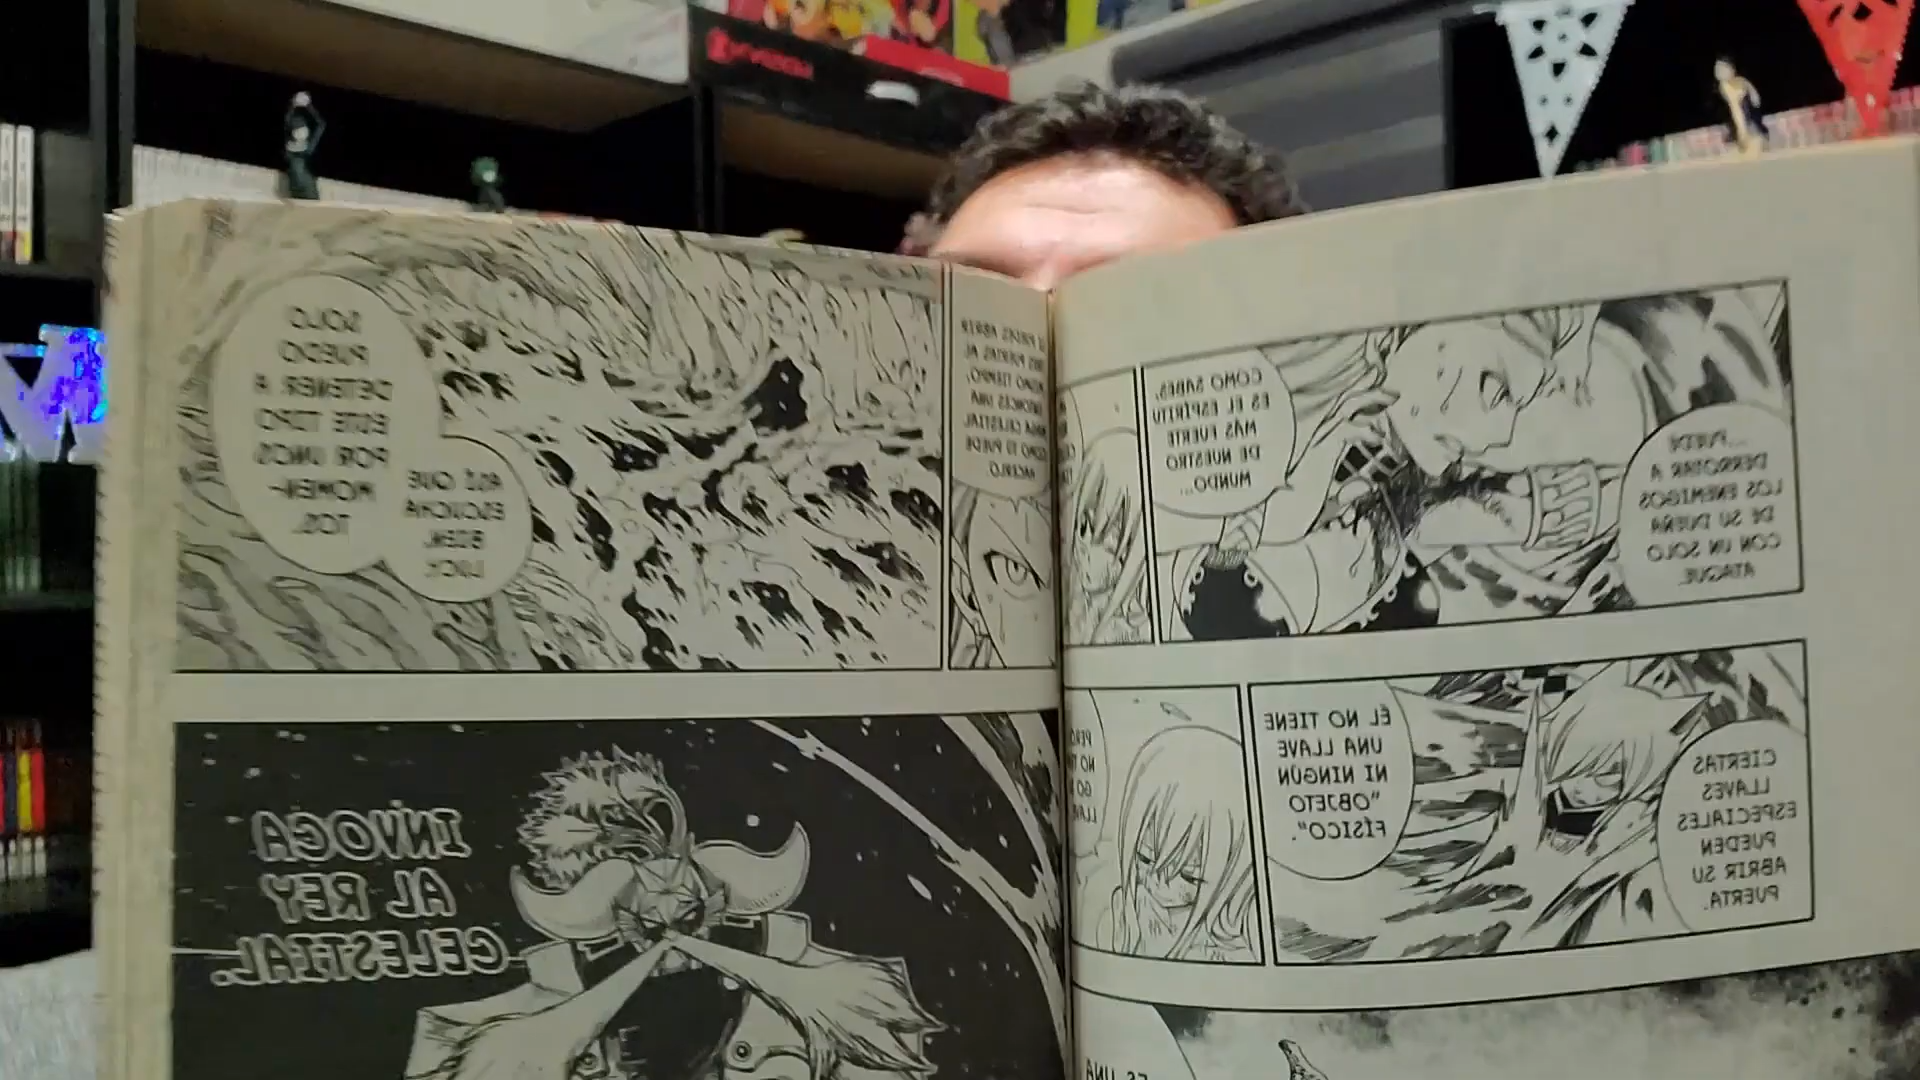 SOLO
PUEDO
DETENER A
ESTE TIPO
POR UNOS
MOMEN-
TOS.
ASÍ QUE
ESCUCHA
BIEN,
LUCY.
INVOCA
AL REY
CELESTIAL.
COMO SABES,
ES EL ESPÍRITU
MÁS FUERTE
DE NUESTRO
MUNDO...
...PUEDE
DERROTAR A
LOS ENEMIGOS
DE SU DUEÑA
CON UN SOLO
ATAQUE.
ÉL NO TIENE
UNA LLAVE
NI NINGÚN
"OBJETO
FÍSICO".
CIERTAS
LLAVES
ESPECIALES
PUEDEN
ABRIR SU
PUERTA.
ES UNA